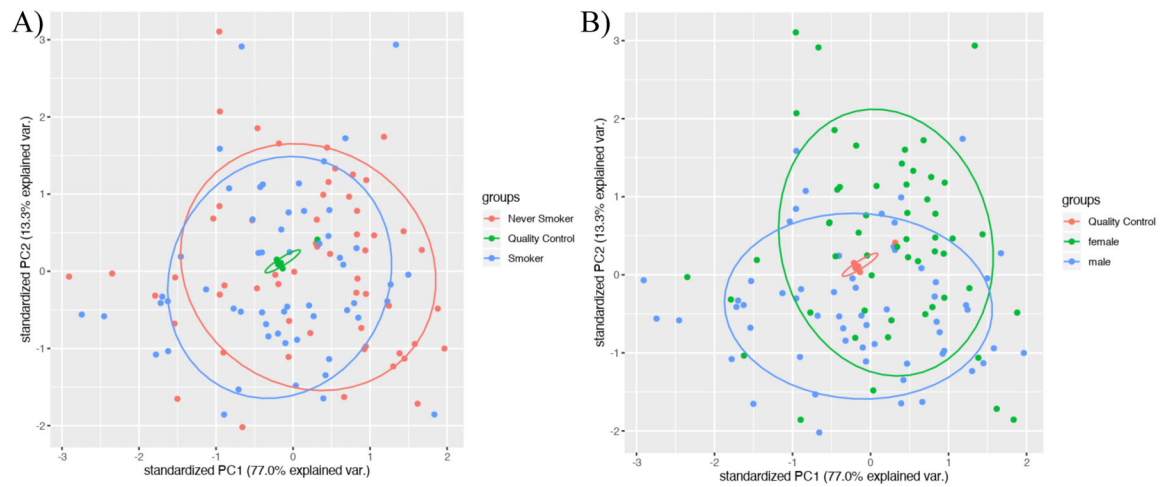 A)
standardized PC2 (13.3% explained var.)
3
2
1
0
-1
-2
-3
-2
-1
0
1
2
standardized PC1 (77.0% explained var.)
groups
Never Smoker
Quality Control
Smoker
B)
standardized PC2 (13.3% explained var.)
3
2
1
0
-1
-2
-3
-2
-1
0
1
2
standardized PC1 (77.0% explained var.)
groups
Quality Control
female
male